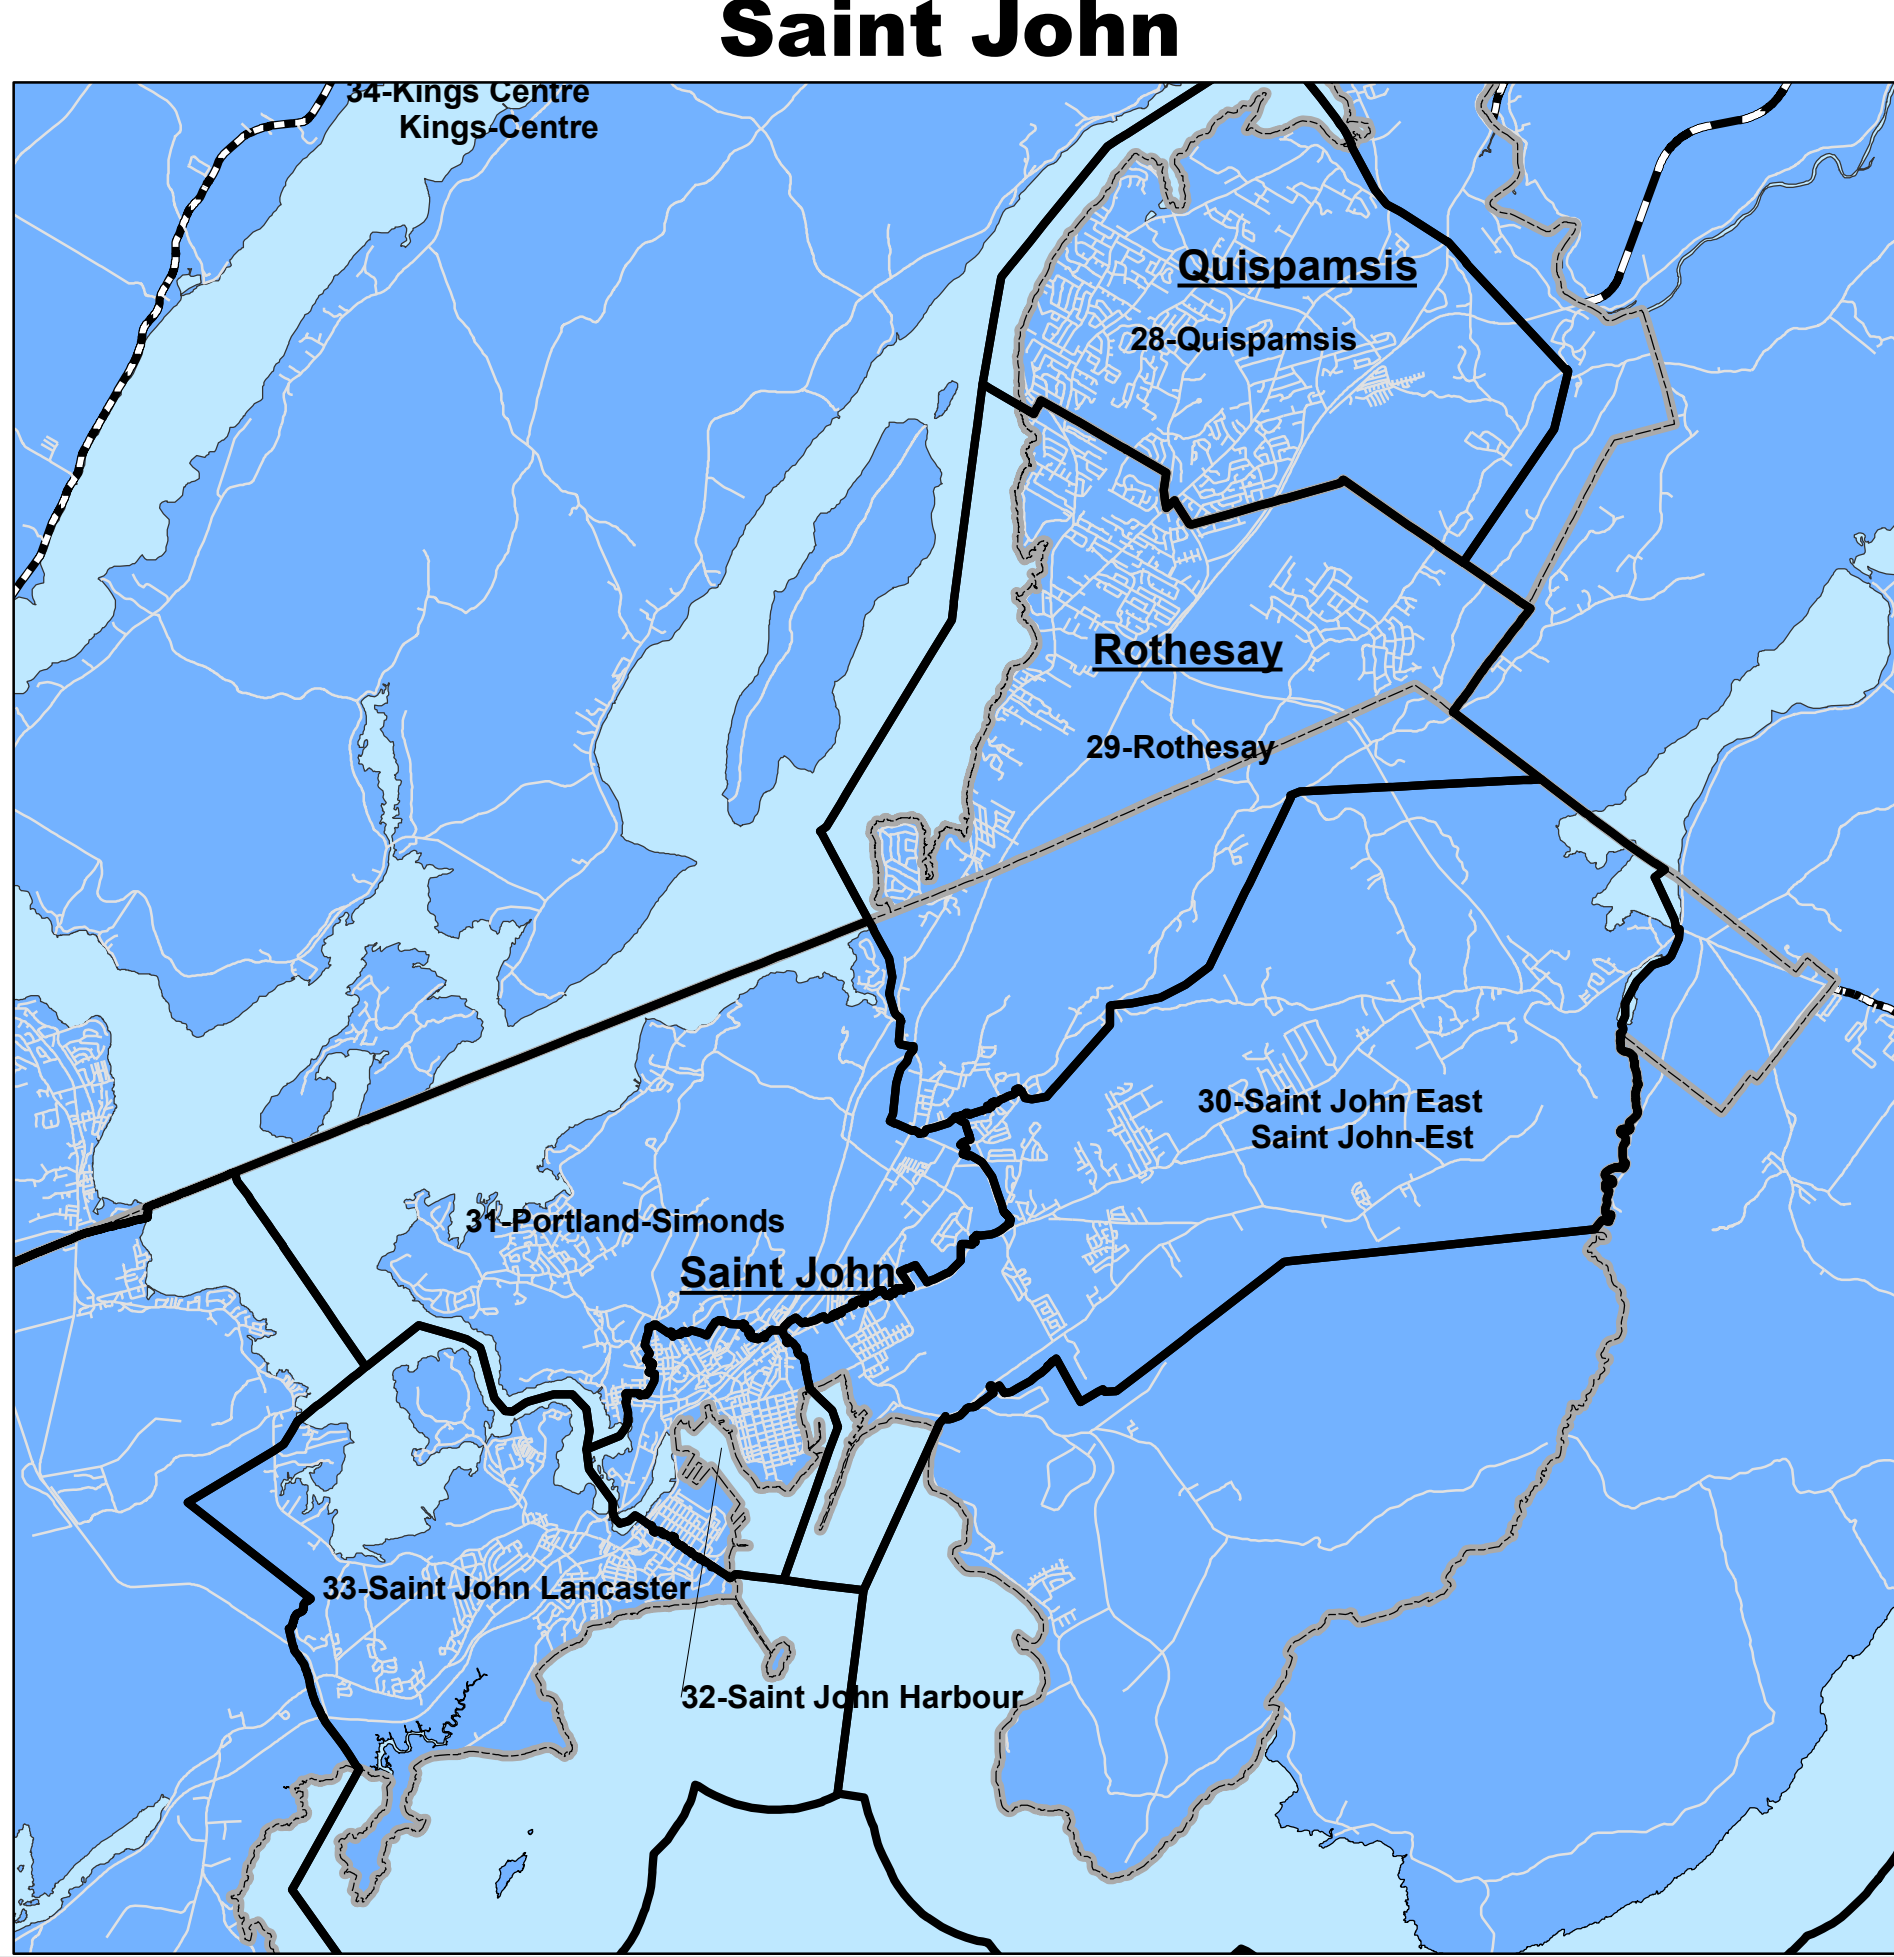 Saint John
34-Kings Centre
Kings-Centre
Quispamsis
28-Quispamsis
Rothesay
29-Rothesay
30-Saint John East
Saint John-Est
31-Portland-Simonds
Saint John
33-Saint John Lancaster
32-Saint John Harbour